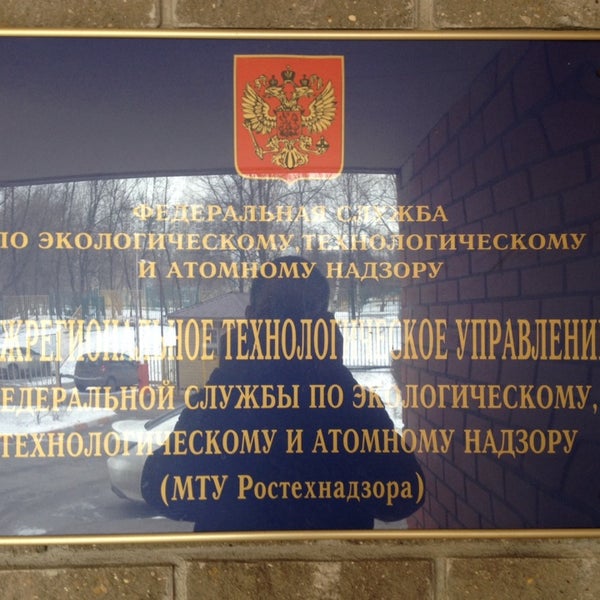 ФЕДЕРАЛЬНАЯ СЛУЖБА
ПО ЭКОЛОГИЧЕСКОМУ, ТЕХНОЛОГИЧЕСКОМУ
И АТОМНОМУ НАДЗОРУ
ЖРЕГИОНАЛЬНОЕ ТЕХНОЛОГИЧЕСКОЕ УПРАВЛЕНИ
ЕДЕРАЛЬНОЙ СЛУЖБЫ ПО ЭКОЛОГИЧЕСКОМУ,
ТЕХНОЛОГИЧЕСКОМУ И АТОМНОМУ НАДЗОРУ
(МТУ Ростехнадзора)